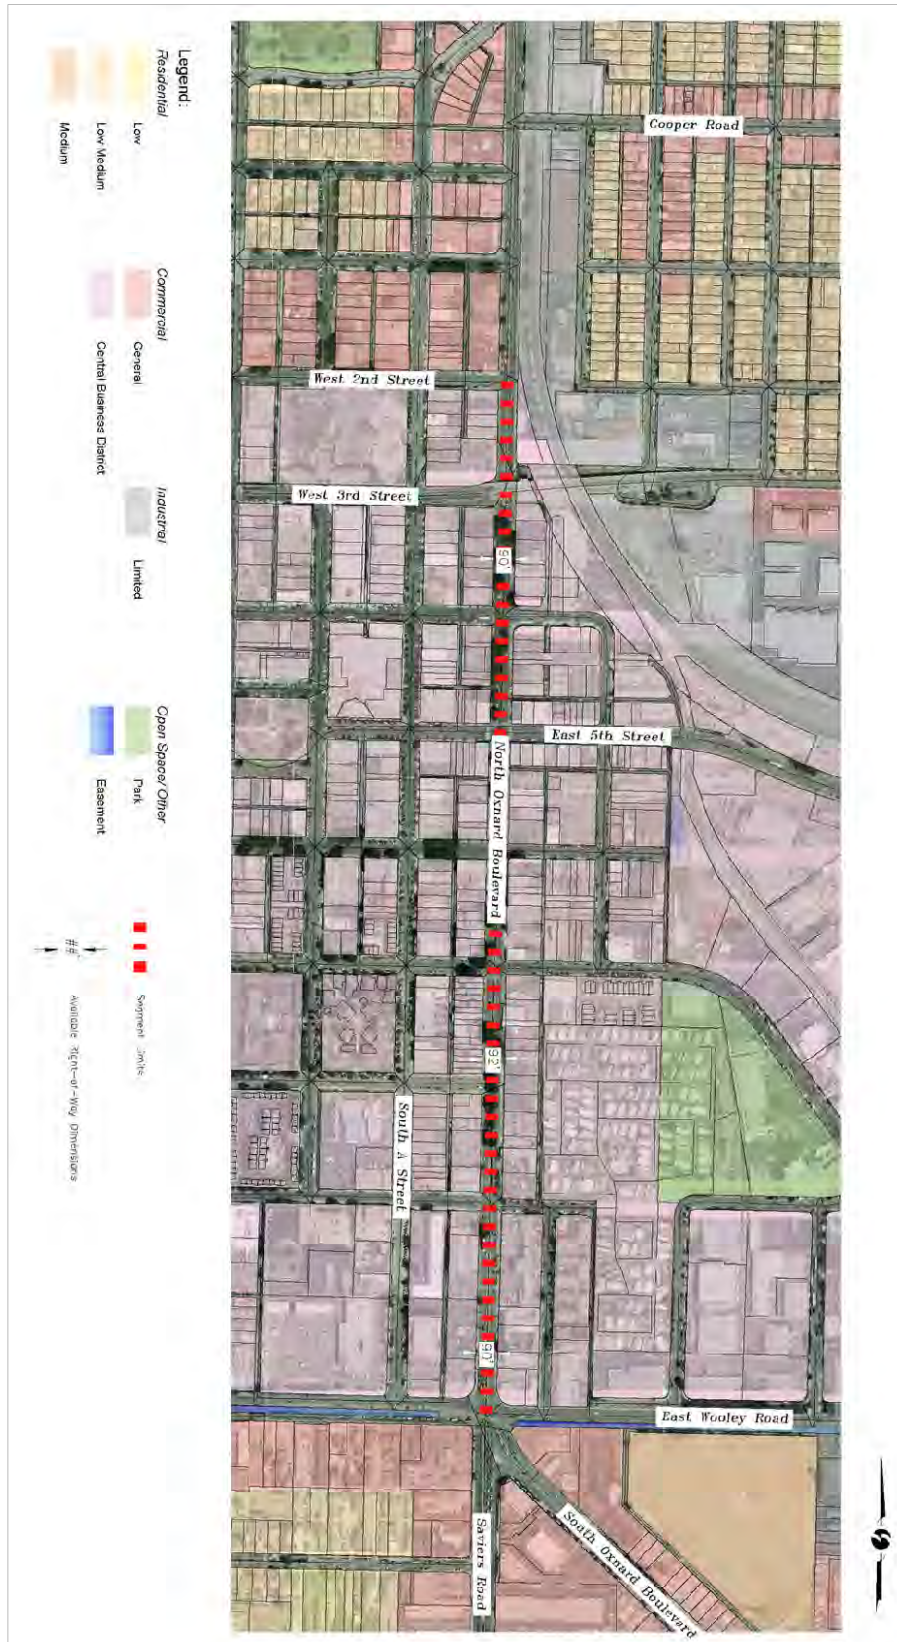 Cooper Road
West 2nd Street
West 3rd Street
90'
East 5th Street
North Oxnard Boulevard
92'
South A Street
90'
East Wooley Road
South Oxnard Boulevard
Saviers Road
Legend:
Residential
Low
Low Medium
Medium
Commercial
General
Central Business District
Industrial
Limited
Open Space/Other
Park
Easement
Segment Limits
##'
Available Right-of-Way Dimensions